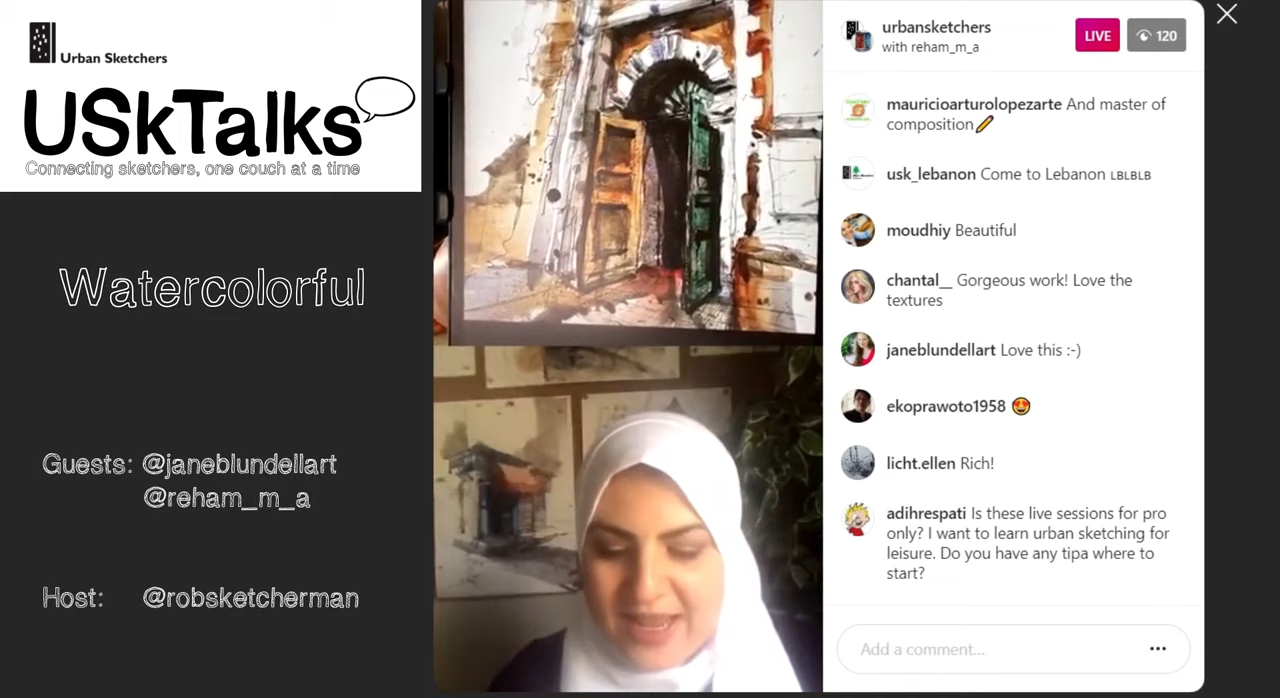 Urban Sketchers
USkTalks
Connecting sketchers, one couch at a time
Watercolorful
Guests: @janeblundellart
@reham_m_a
Host: @robsketcherman
urbansketchers
with reham_m_a
LIVE
120
mauricioarturolopezarte And master of
composition
usk_lebanon Come to Lebanon LBLBLB
moudhiy Beautiful
chantal__ Gorgeous work! Love the
textures
janeblundellart Love this :-)
ekoprawoto1958 😍
licht.ellen Rich!
adihrespati Is these live sessions for pro
only? I want to learn urban sketching for
leisure. Do you have any tipa where to
start?
Add a comment...